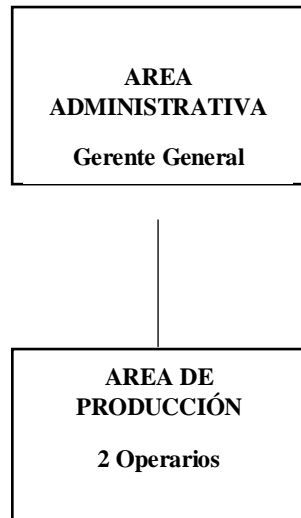 AREA
ADMINISTRATIVA
Gerente General
AREA DE
PRODUCCIÓN
2 Operarios